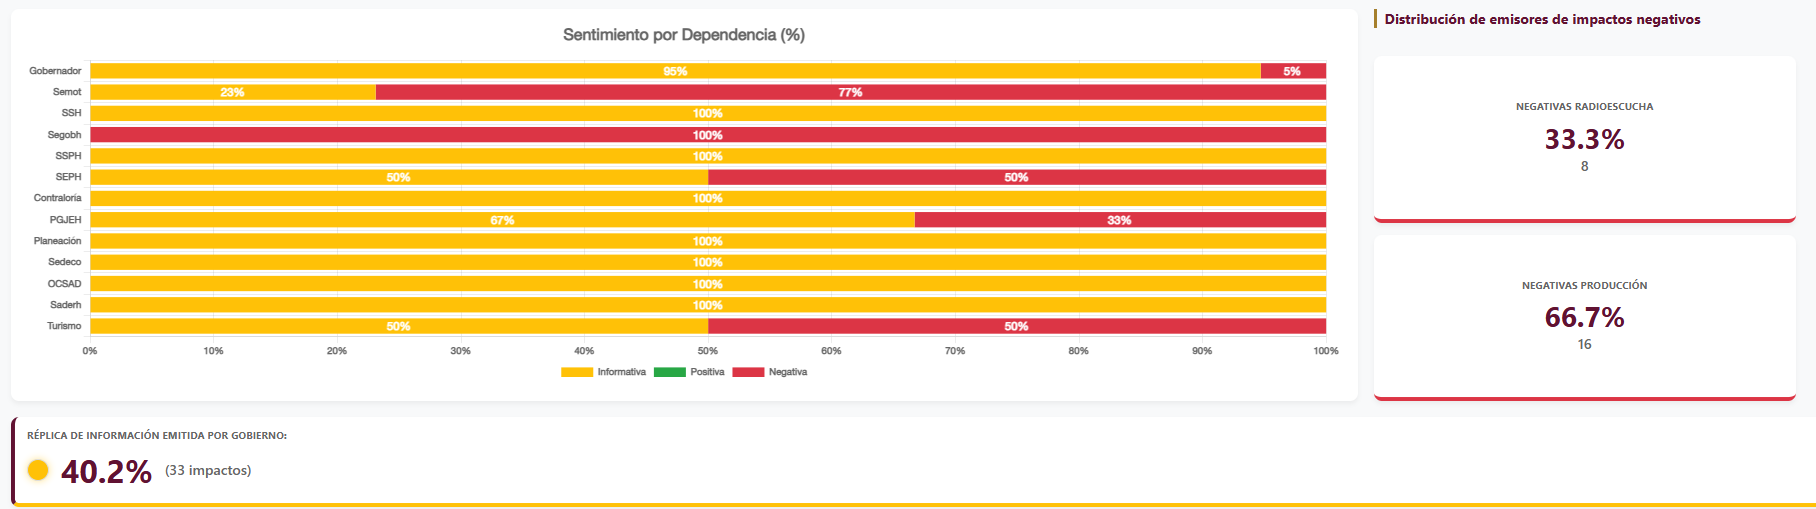 Sentimiento por Dependencia (%)
Gobernador 95% 5%
Semot 23% 77%
SSH 100%
Segobh 100%
SSPH 100%
SEPH 50% 50%
Contraloría 100%
PGJEH 67% 33%
Planeación 100%
Sedeco 100%
OCSAD 100%
Saderh 100%
Turismo 50% 50%
0% 10% 20% 30% 40% 50% 60% 70% 80% 90% 100%
Informativa Positiva Negativa
Distribución de emisores de impactos negativos
NEGATIVAS RADIOESCUCHA
33.3%
8
NEGATIVAS PRODUCCIÓN
66.7%
16
RÉPLICA DE INFORMACIÓN EMITIDA POR GOBIERNO:
40.2% (33 impactos)